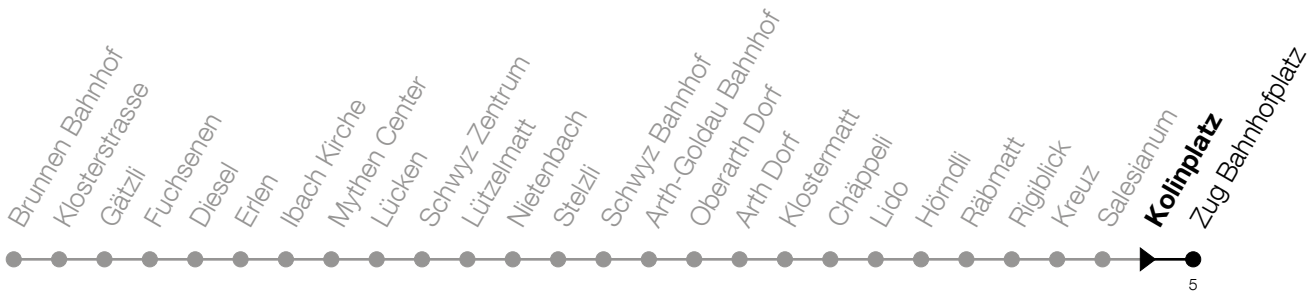 Brunnen Bahnhof
Klosterstrasse
Gätzli
Fuchsenen
Diesel
Erlen
Ibach Kirche
Mythen Center
Lücken
Schwyz Zentrum
Lützelmatt
Nietenbach
Stelzli
Schwyz Bahnhof
Arth-Goldau Bahnhof
Oberarth Dorf
Arth Dorf
Klostermatt
Chäppeli
Lido
Hörndli
Räbmatt
Rigiblick
Kreuz
Salesianum
Kolinplatz
Zug Bahnhofplatz
5